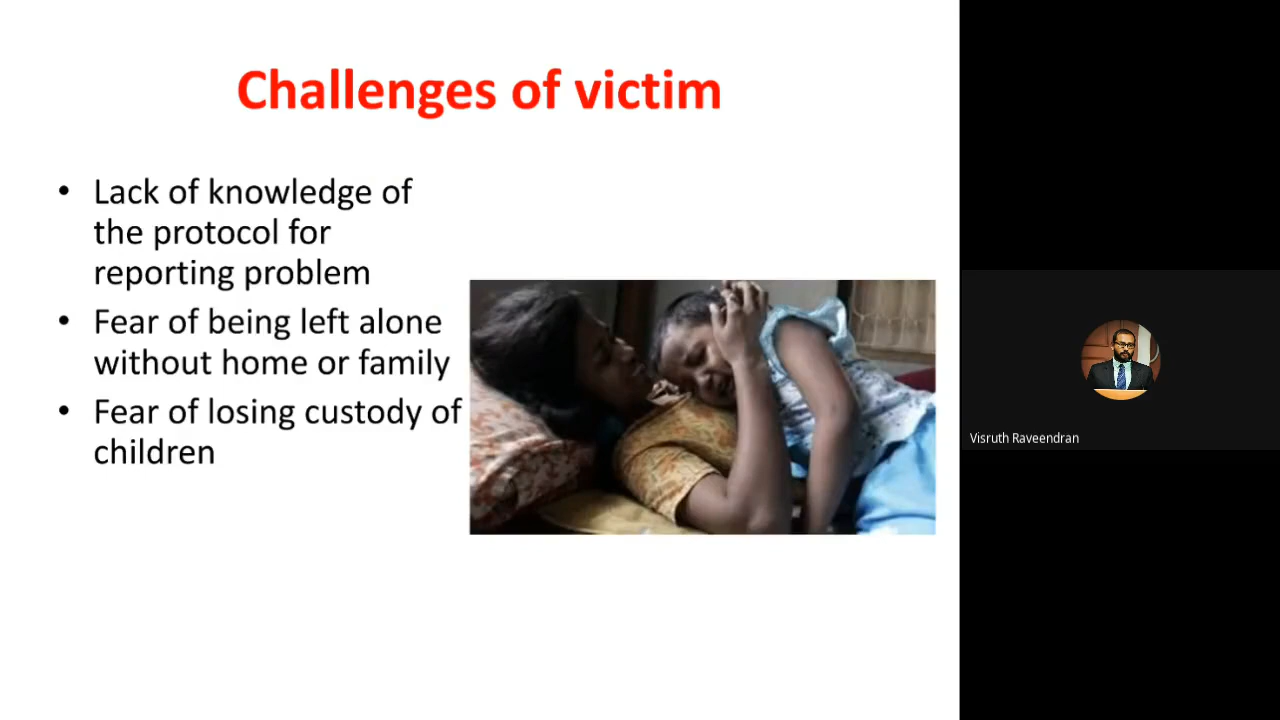 Challenges of victim
• Lack of knowledge of
the protocol for
reporting problem
• Fear of being left alone
without home or family
• Fear of losing custody of
children
Visruth Raveendran